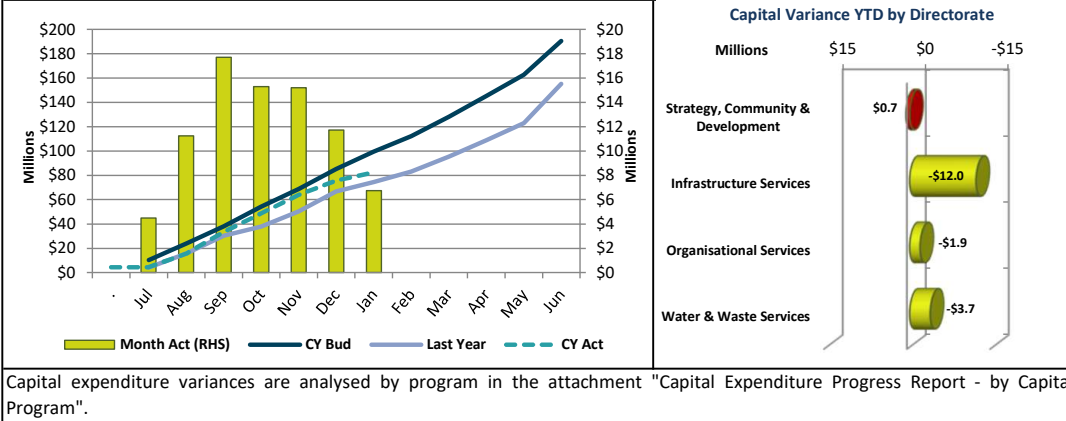 $200
$180
$160
$140
$120
$100
$80
$60
$40
$20
$0
Millions
$20
$18
$16
$14
$12
$10
$8
$6
$4
$2
$0
Millions
. Jul Aug Sep Oct Nov Dec Jan Feb Mar Apr May Jun
Month Act (RHS) CY Bud Last Year CY Act
Capital Variance YTD by Directorate
Millions $15 $0 -$15
Strategy, Community &
Development
$0.7
Infrastructure Services -$12.0
Organisational Services -$1.9
Water & Waste Services -$3.7
Capital expenditure variances are analysed by program in the attachment "Capital Expenditure Progress Report - by Capita
Program".